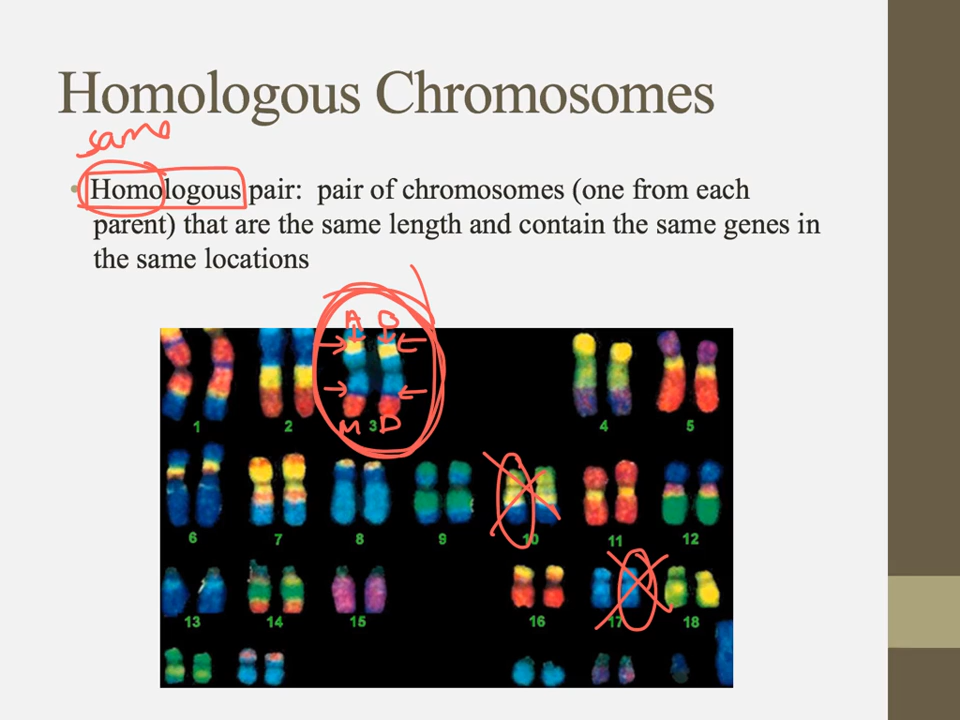 Homologous Chromosomes
same
• Homologous pair: pair of chromosomes (one from each
parent) that are the same length and contain the same genes in
the same locations
A B
M D
1 2 3 4 5
6 7 8 9 10 11 12
13 14 15 16 17 18